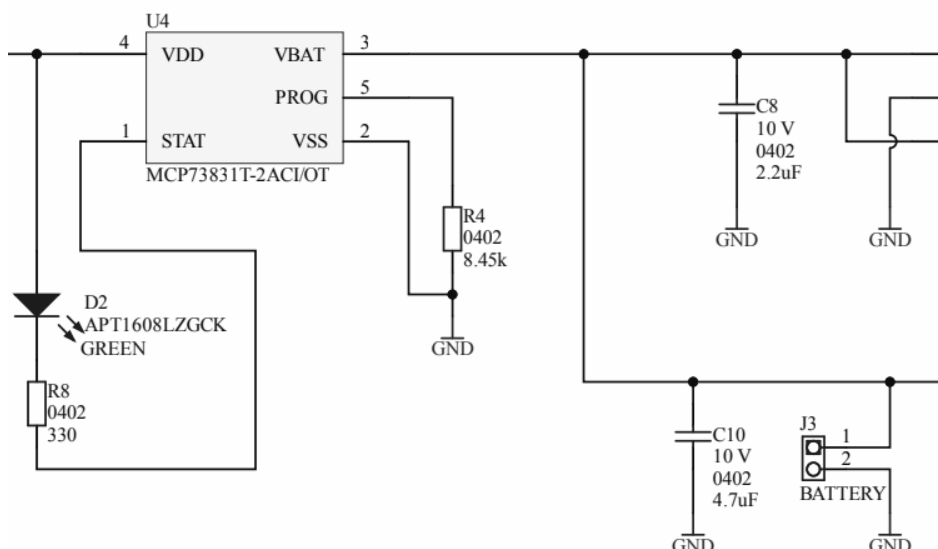 U4
4
VDD
VBAT
3
PROG
5
1
STAT
VSS
2
MCP73831T-2ACI/OT
C8
10 V
0402
2.2uF
GND
GND
R4
0402
8.45k
GND
D2
APT1608LZGCK
GREEN
R8
0402
330
C10
10 V
0402
4.7uF
GND
J3
1
2
BATTERY
GND